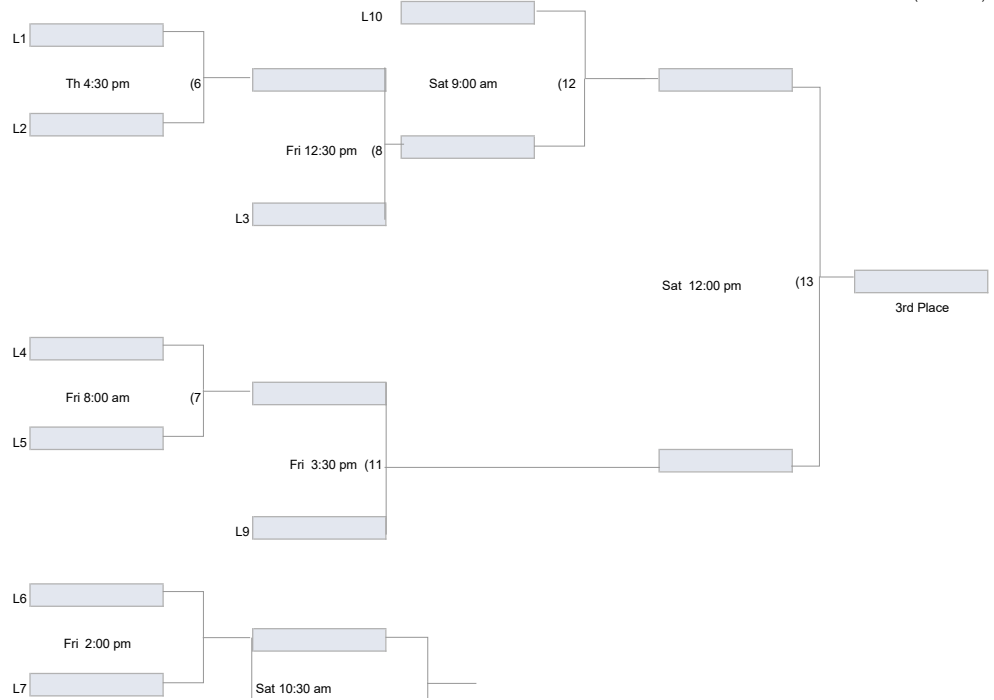 L10
L1
Th 4:30 pm (6
Sat 9:00 am (12
L2
Fri 12:30 pm (8
L3
Sat 12:00 pm (13
3rd Place
L4
Fri 8:00 am (7
L5
Fri 3:30 pm (11
L9
L6
Fri 2:00 pm
L7
Sat 10:30 am